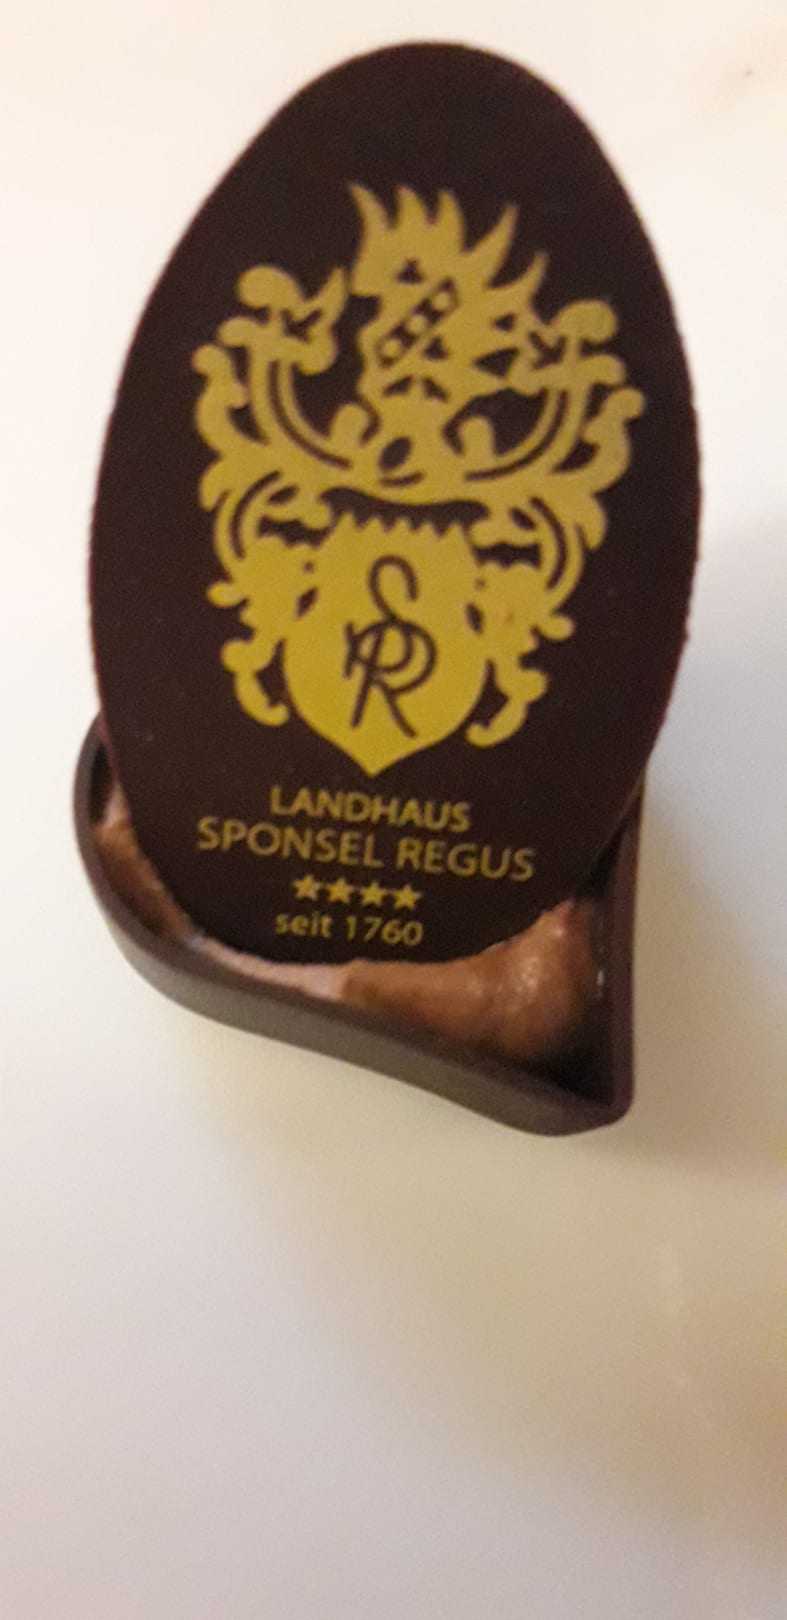 SR
LANDHAUS
SPONSEL REGUS
★★★★
seit 1760